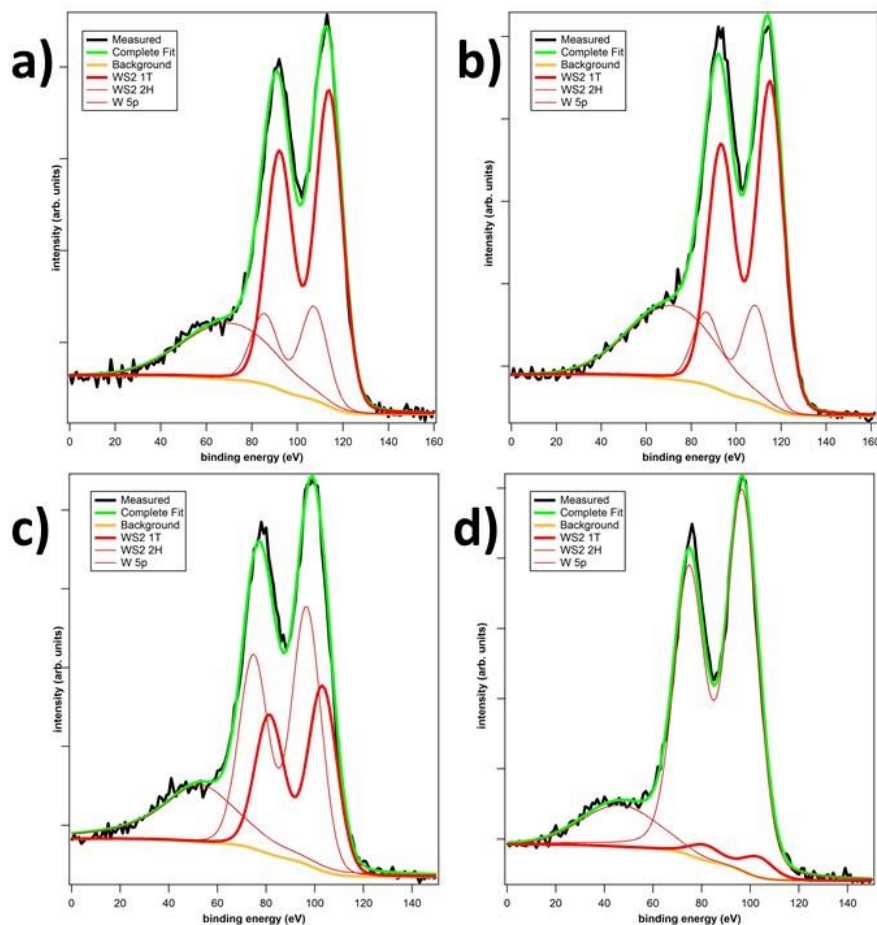 a)
Measured
Complete Fit
Background
WS2 1T
WS2 2H
W 5p
intensity (arb. units)
0 20 40 60 80 100 120 140 160
binding energy (eV)
b)
Measured
Complete Fit
Background
WS2 1T
WS2 2H
W 5p
intensity (arb. units)
0 20 40 60 80 100 120 140 160
binding energy (eV)
c)
Measured
Complete Fit
Background
WS2 1T
WS2 2H
W 5p
intensity (arb. units)
0 20 40 60 80 100 120 140
binding energy (eV)
d)
Measured
Complete Fit
Background
WS2 1T
WS2 2H
W 5p
intensity (arb. units)
0 20 40 60 80 100 120 140
binding energy (eV)